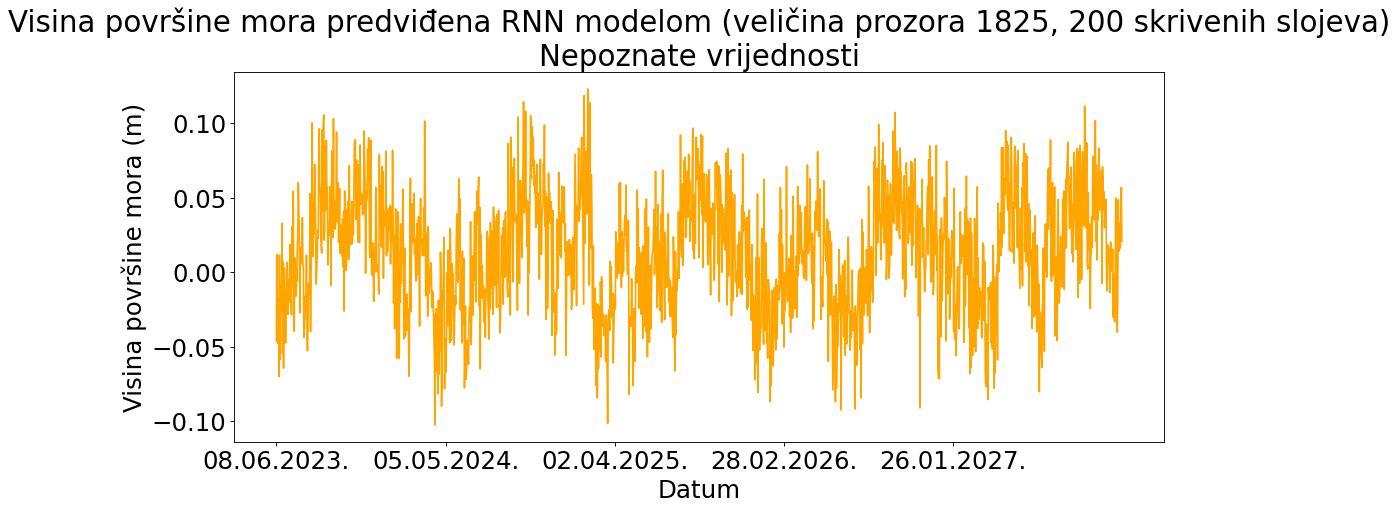 Visina površine mora predviđena RNN modelom (veličina prozora 1825, 200 skrivenih slojeva)
Nepoznate vrijednosti
Visina površine mora (m)
0.10
0.05
0.00
−0.05
−0.10
08.06.2023. 05.05.2024. 02.04.2025. 28.02.2026. 26.01.2027.
Datum